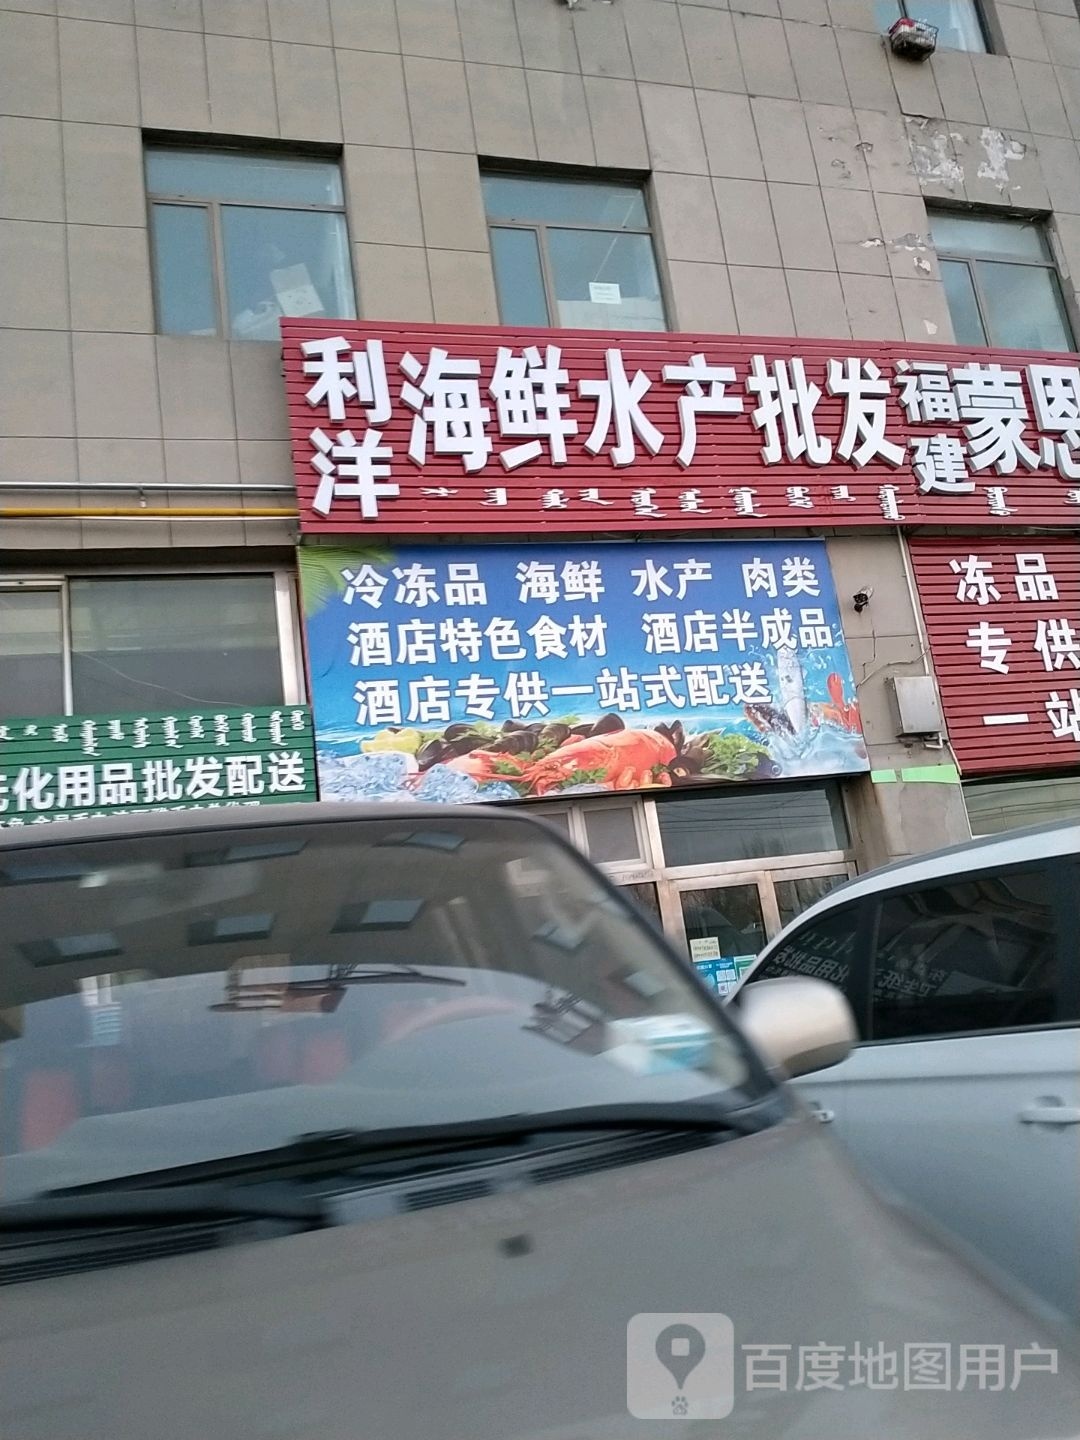 利洋 海鲜水产批发
福建 蒙恩
冷冻品 海鲜 水产 肉类
酒店特色食材 酒店半成品
酒店专供一站式配送
冻品
专供
一站
化用品批发配送
百度地图用户